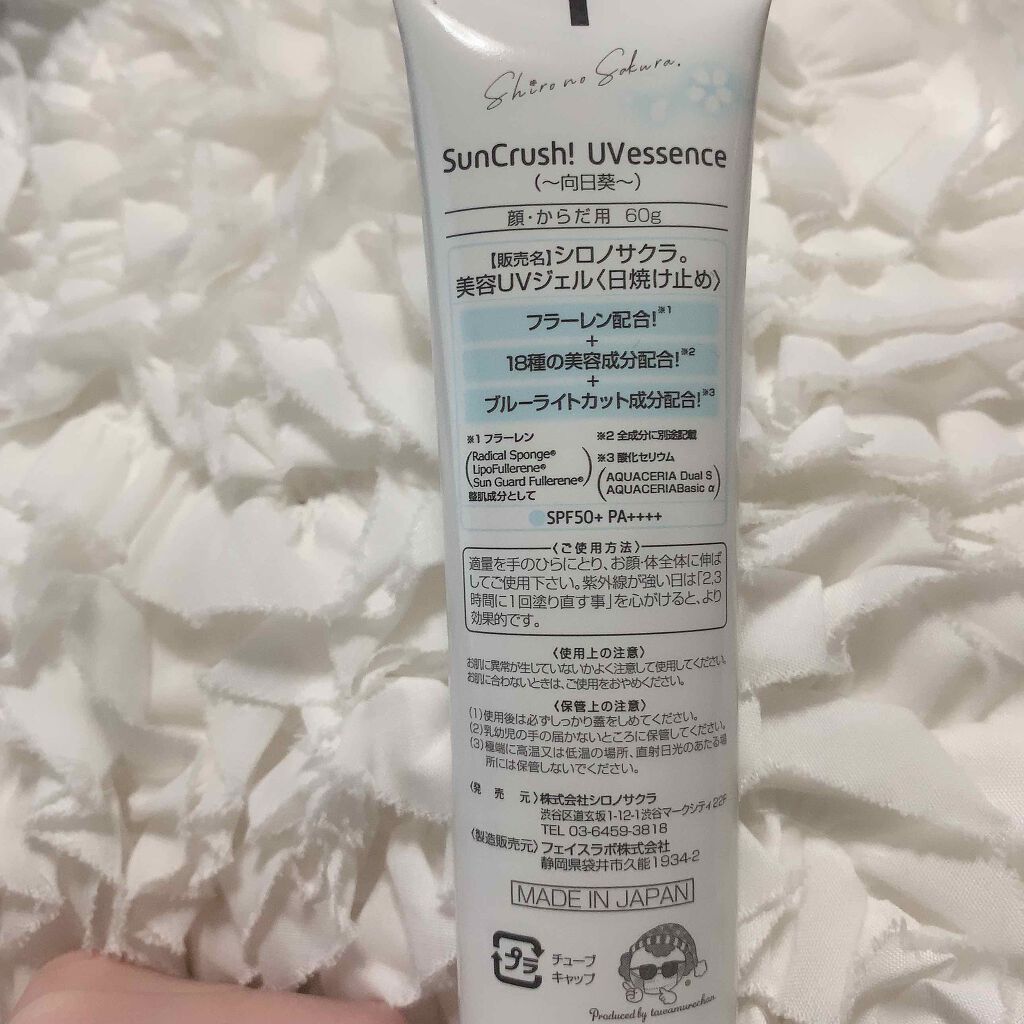 Shiro no Sakura.
SunCrush! UVessence
(～向日葵～)
顔・からだ用 60g
【販売名】シロノサクラ。
美容UVジェル〈日焼け止め〉
フラーレン配合!※1
+
18種の美容成分配合!※2
+
ブルーライトカット成分配合!※3
※1 フラーレン
(Radical Sponge®
LipoFullerene®
Sun Guard Fullerene®)
整肌成分として
※2 全成分に別途記載
※3 酸化セリウム
(AQUACERIA Dual S
AQUACERIABasic α)
SPF50+ PA++++
〈ご使用方法〉
適量を手のひらにとり、お顔・体全体に伸ば
してご使用下さい。紫外線が強い日は「2,3
時間に1回塗り直す事」を心がけると、より
効果的です。
〈使用上の注意〉
お肌に異常が生じていないかよく注意して使用してください。
お肌に合わないときは、ご使用をおやめください。
〈保管上の注意〉
(1)使用後は必ずしっかり蓋をしめてください。
(2)乳幼児の手の届かないところに保管してください。
(3)極端に高温又は低温の場所、直射日光のあたる場
所には保管しないでください。
〈発売元〉株式会社シロノサクラ
渋谷区道玄坂1-12-1渋谷マークシティ22F
TEL 03-6459-3818
〈製造販売元〉フェイスラボ株式会社
静岡県袋井市久能1934-2
MADE IN JAPAN
プラ
チューブ
キャップ
Produced by tawamurechan